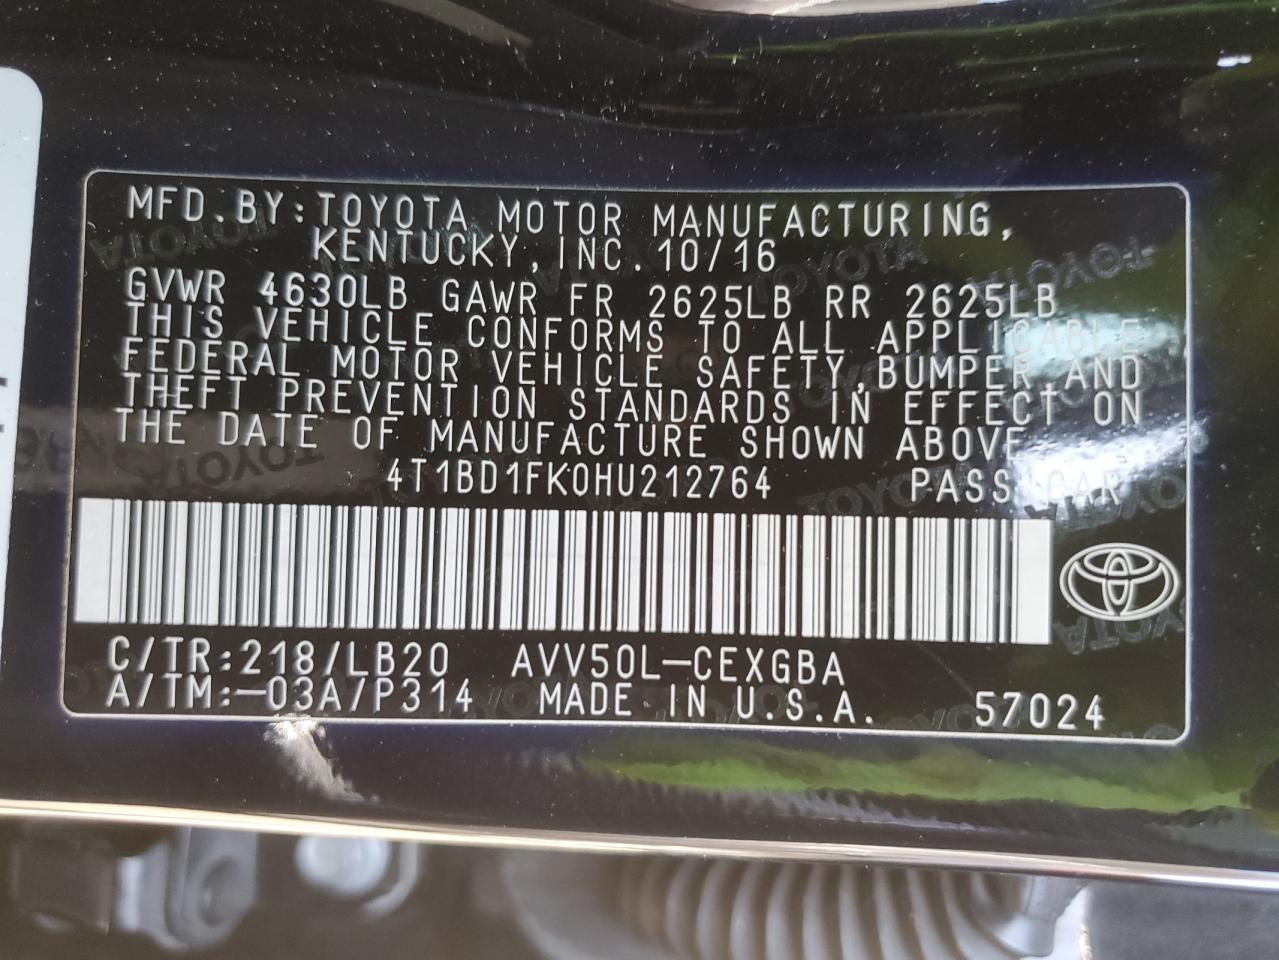 MFD.BY:TOYOTA MOTOR MANUFACTURING,
KENTUCKY,INC.10/16
GVWR 4630LB GAWR FR 2625LB RR 2625LB
THIS VEHICLE CONFORMS TO ALL APPLICABLE
FEDERAL MOTOR VEHICLE SAFETY,BUMPER,AND
THEFT PREVENTION STANDARDS IN EFFECT ON
THE DATE OF MANUFACTURE SHOWN ABOVE.
4T1BD1FK0HU212764 PASS CAR
C/TR:218/LB20 AVV50L-CEXGBA
A/TM:-03A/P314 MADE IN U.S.A. 57024